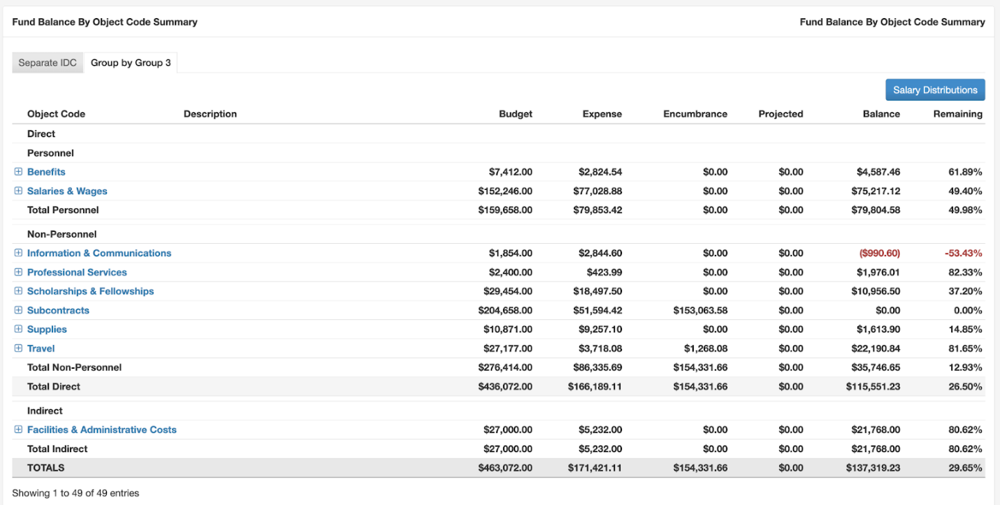 Fund Balance By Object Code Summary Fund Balance By Object Code Summary
Separate IDC Group by Group 3
Salary Distributions
Object Code Description Budget Expense Encumbrance Projected Balance Remaining
Direct
Personnel
Benefits $7,412.00 $2,824.54 $0.00 $0.00 $4,587.46 61.89%
Salaries & Wages $152,246.00 $77,028.88 $0.00 $0.00 $75,217.12 49.40%
Total Personnel $159,658.00 $79,853.42 $0.00 $0.00 $79,804.58 49.98%
Non-Personnel
Information & Communications $1,854.00 $2,844.60 $0.00 $0.00 ($990.60) -53.43%
Professional Services $2,400.00 $423.99 $0.00 $0.00 $1,976.01 82.33%
Scholarships & Fellowships $29,454.00 $18,497.50 $0.00 $0.00 $10,956.50 37.20%
Subcontracts $204,658.00 $51,594.42 $153,063.58 $0.00 $0.00 0.00%
Supplies $10,871.00 $9,257.10 $0.00 $0.00 $1,613.90 14.85%
Travel $27,177.00 $3,718.08 $1,268.08 $0.00 $22,190.84 81.65%
Total Non-Personnel $276,414.00 $86,335.69 $154,331.66 $0.00 $35,746.65 12.93%
Total Direct $436,072.00 $166,189.11 $154,331.66 $0.00 $115,551.23 26.50%
Indirect
Facilities & Administrative Costs $27,000.00 $5,232.00 $0.00 $0.00 $21,768.00 80.62%
Total Indirect $27,000.00 $5,232.00 $0.00 $0.00 $21,768.00 80.62%
TOTALS $463,072.00 $171,421.11 $154,331.66 $0.00 $137,319.23 29.65%
Showing 1 to 49 of 49 entries